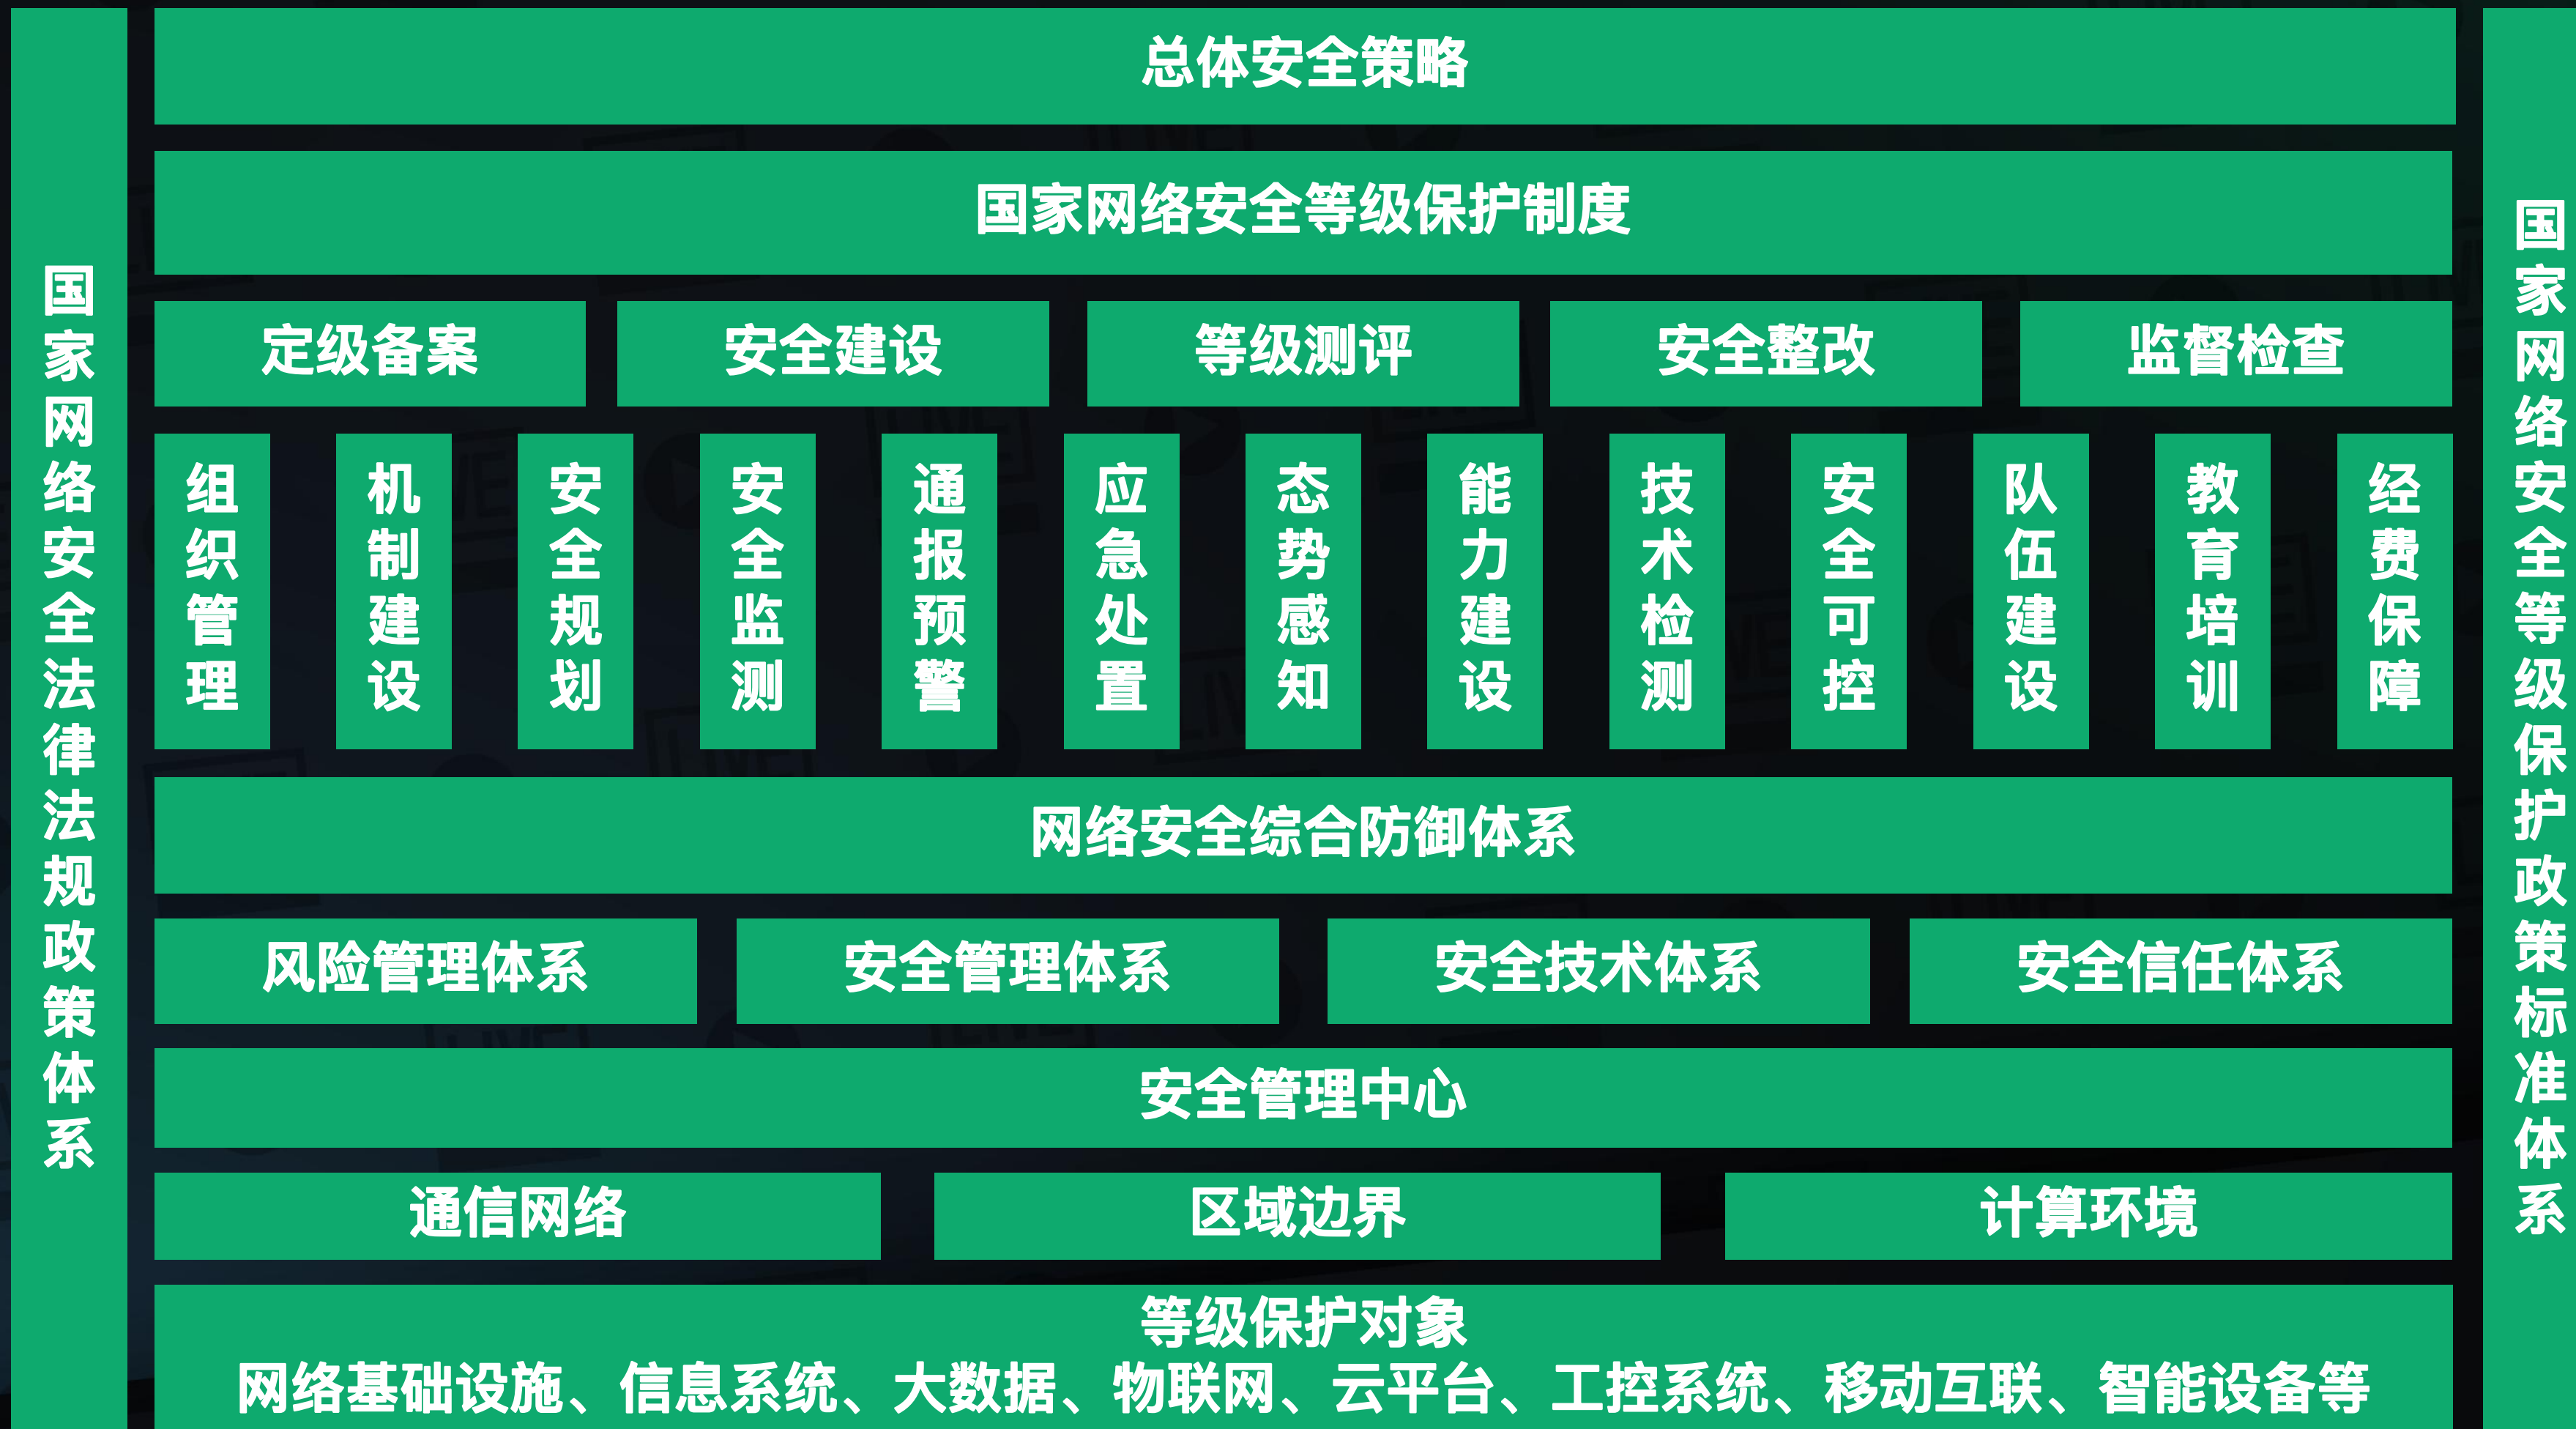 总体安全策略
国家网络安全等级保护制度
定级备案
安全建设
等级测评
安全整改
监督检查
组织管理
机制建设
安全规划
安全监测
通报预警
应急处置
态势感知
能力建设
技术检测
安全可控
队伍建设
教育培训
经费保障
网络安全综合防御体系
风险管理体系
安全管理体系
安全技术体系
安全信任体系
安全管理中心
通信网络
区域边界
计算环境
等级保护对象
网络基础设施、信息系统、大数据、物联网、云平台、工控系统、移动互联、智能设备等
国家网络安全法律法规政策体系
国家网络安全等级保护政策标准体系